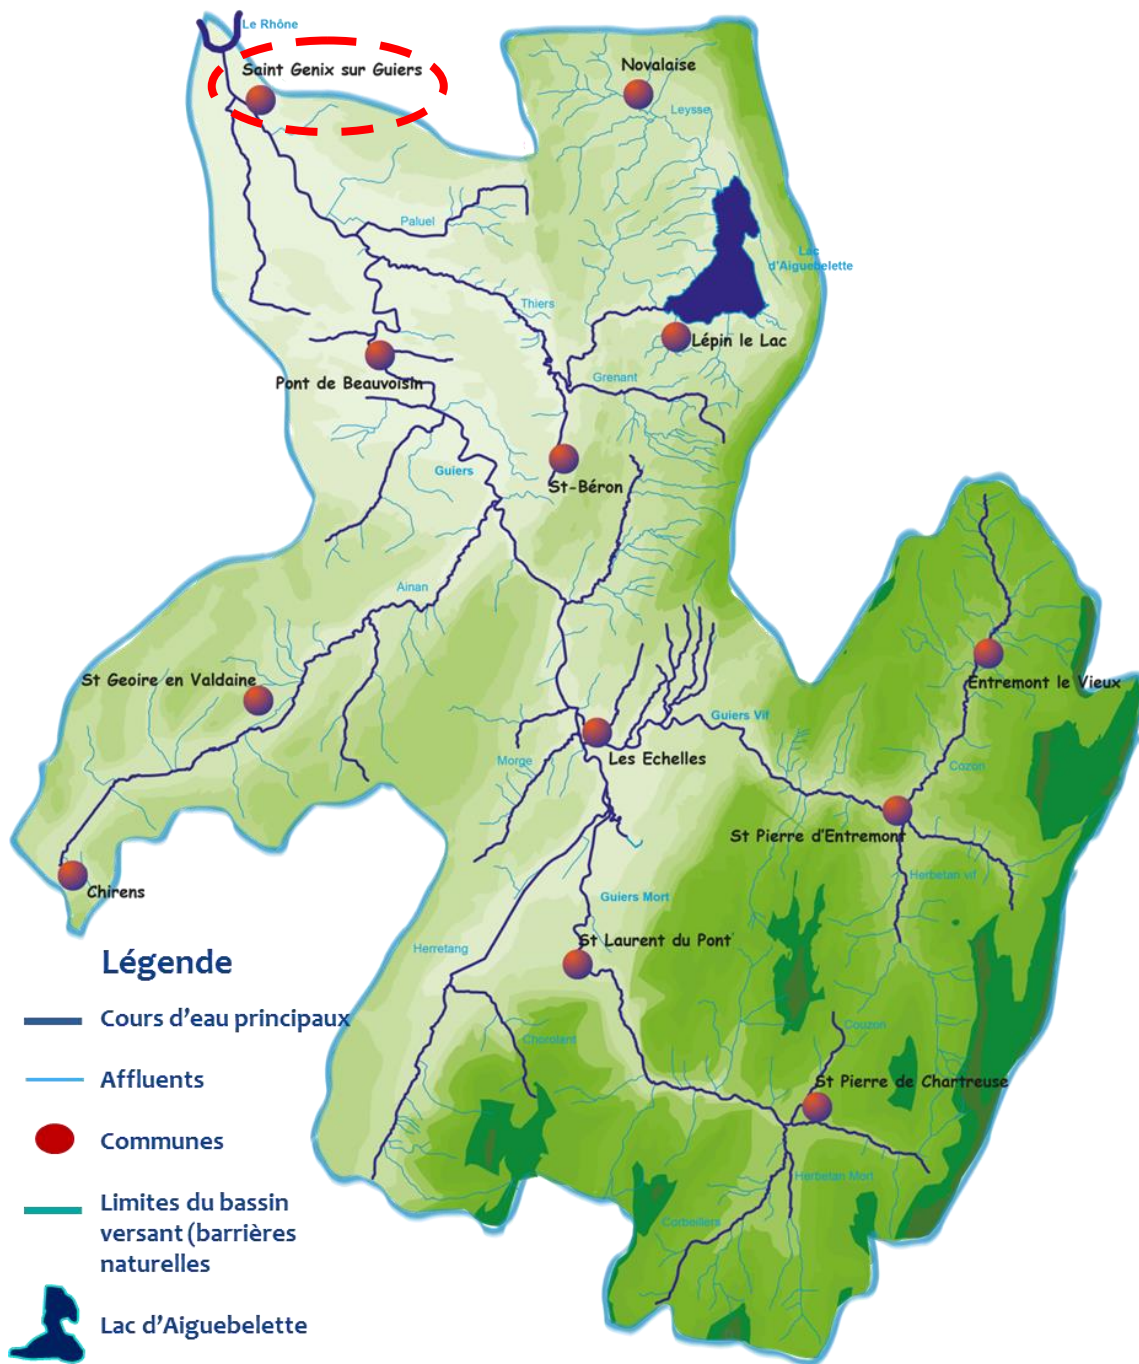 Le Rhône
Saint Genix sur Guiers
Novalaise
Leysse
Paluel
Lac
d'Aiguebelette
Thiers
Lépin le Lac
Pont de Beauvoisin
Grenant
Guiers
St-Béron
Ainan
St Geoire en Valdaine
Entremont le Vieux
Guiers Vif
Morge
Les Echelles
Cozon
St Pierre d'Entremont
Chirens
Herbetan vif
Guiers Mort
St Laurent du Pont
Herretang
Couzon
Chorolant
St Pierre de Chartreuse
Herbetan Mort
Corbeillers
Légende
Cours d'eau principaux
Affluents
Communes
Limites du bassin
versant (barrières
naturelles
Lac d'Aiguebelette